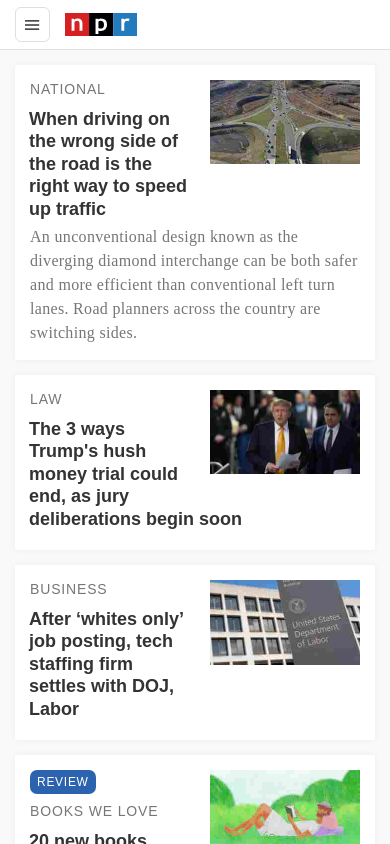 npr
NATIONAL
When driving on
the wrong side of
the road is the
right way to speed
up traffic
An unconventional design known as the
diverging diamond interchange can be both safer
and more efficient than conventional left turn
lanes. Road planners across the country are
switching sides.
LAW
The 3 ways
Trump's hush
money trial could
end, as jury
deliberations begin soon
BUSINESS
After ‘whites only’
job posting, tech
staffing firm
settles with DOJ,
Labor
United States
Department
of Labor
REVIEW
BOOKS WE LOVE
20 new books